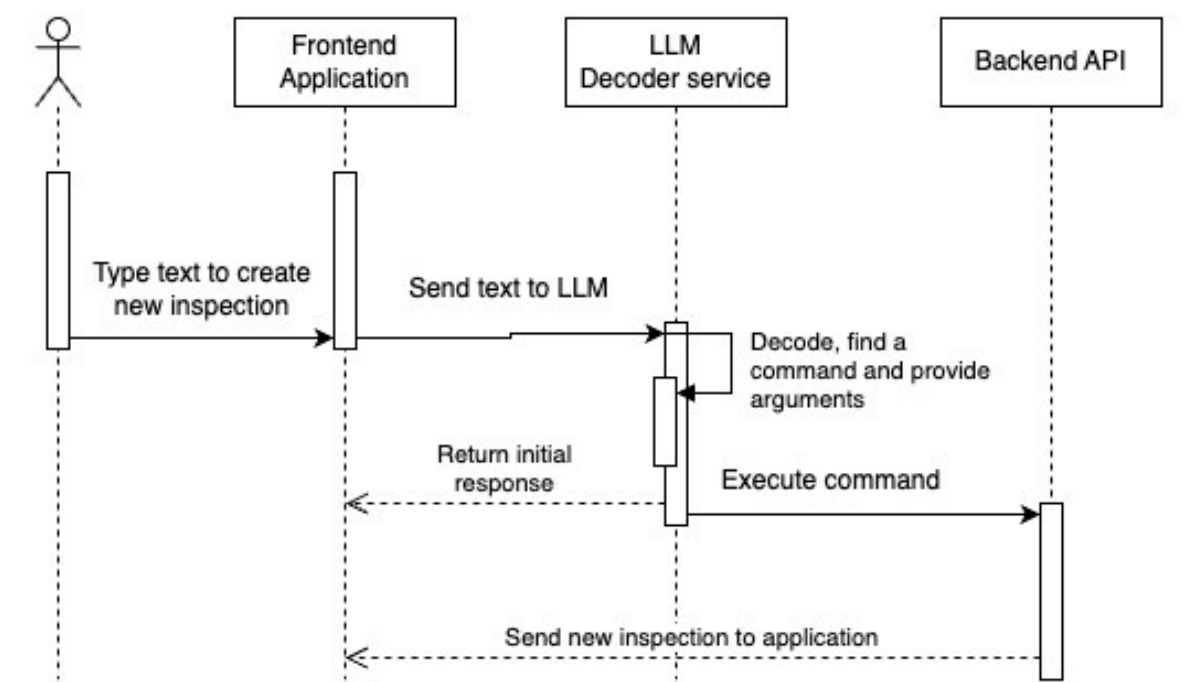 Frontend
Application
LLM
Decoder service
Backend API
Type text to create
new inspection
Send text to LLM
Decode, find a
command and provide
arguments
Return initial
response
Execute command
Send new inspection to application